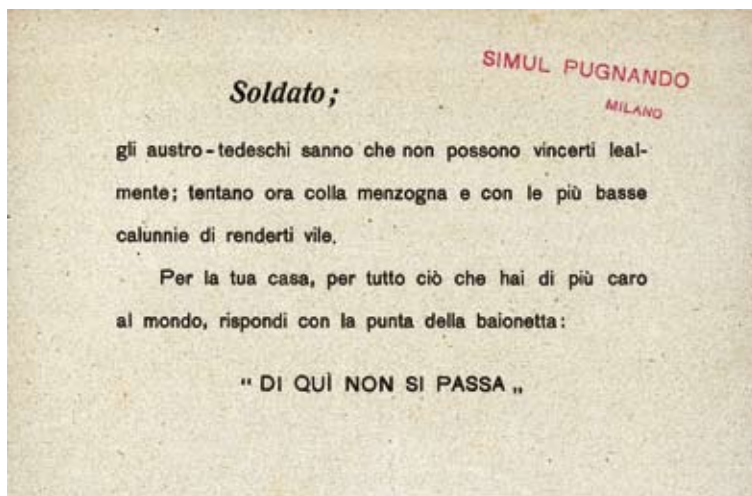 SIMUL PUGNANDO
MILANO
Soldato;
gli austro-tedeschi sanno che non possono vincerti leal-
mente; tentano ora colla menzogna e con le più basse
calunnie di renderti vile.
Per la tua casa, per tutto ciò che hai di più caro
al mondo, rispondi con la punta della baionetta:
“ DI QUÌ NON SI PASSA „